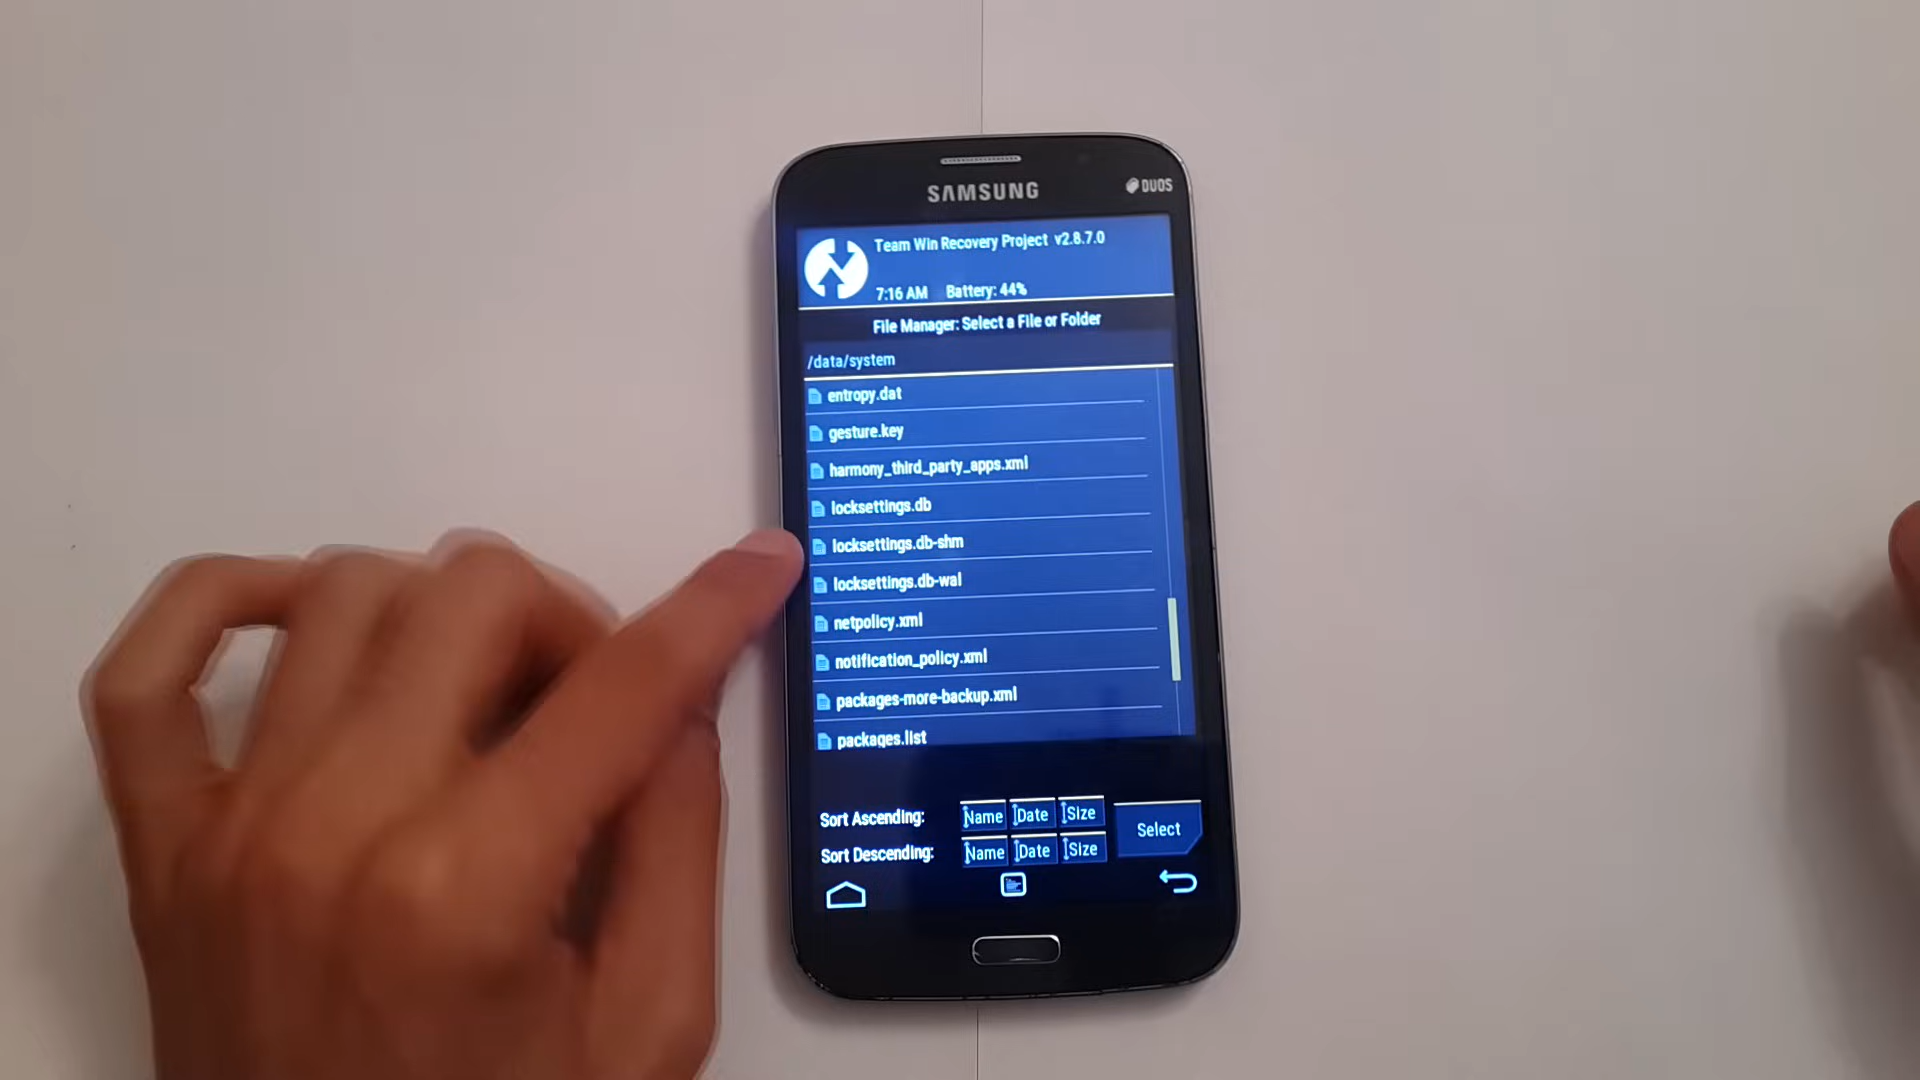 SAMSUNG
DUOS
Team Win Recovery Project v2.8.7.0
7:16 AM Battery: 44%
File Manager: Select a File or Folder
/data/system
entropy.dat
gesture.key
harmony_third_party_apps.xml
locksettings.db
locksettings.db-shm
locksettings.db-wal
netpolicy.xml
notification_policy.xml
packages-more-backup.xml
packages.list
Sort Ascending: Name Date Size
Select
Sort Descending: Name Date Size